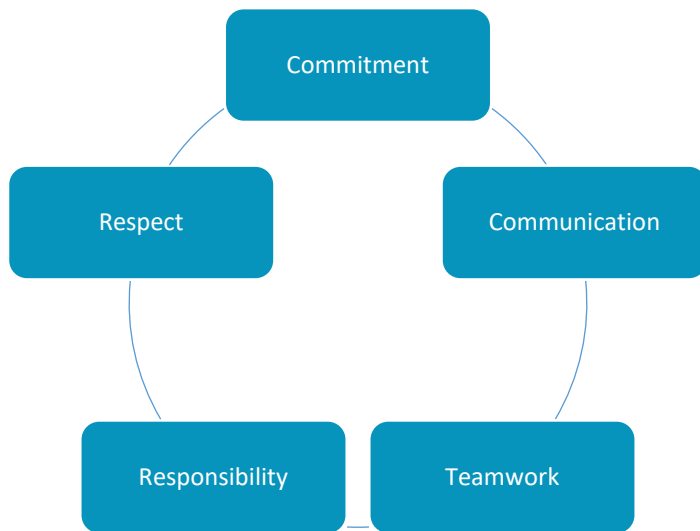 Commitment
Communication
Teamwork
Responsibility
Respect